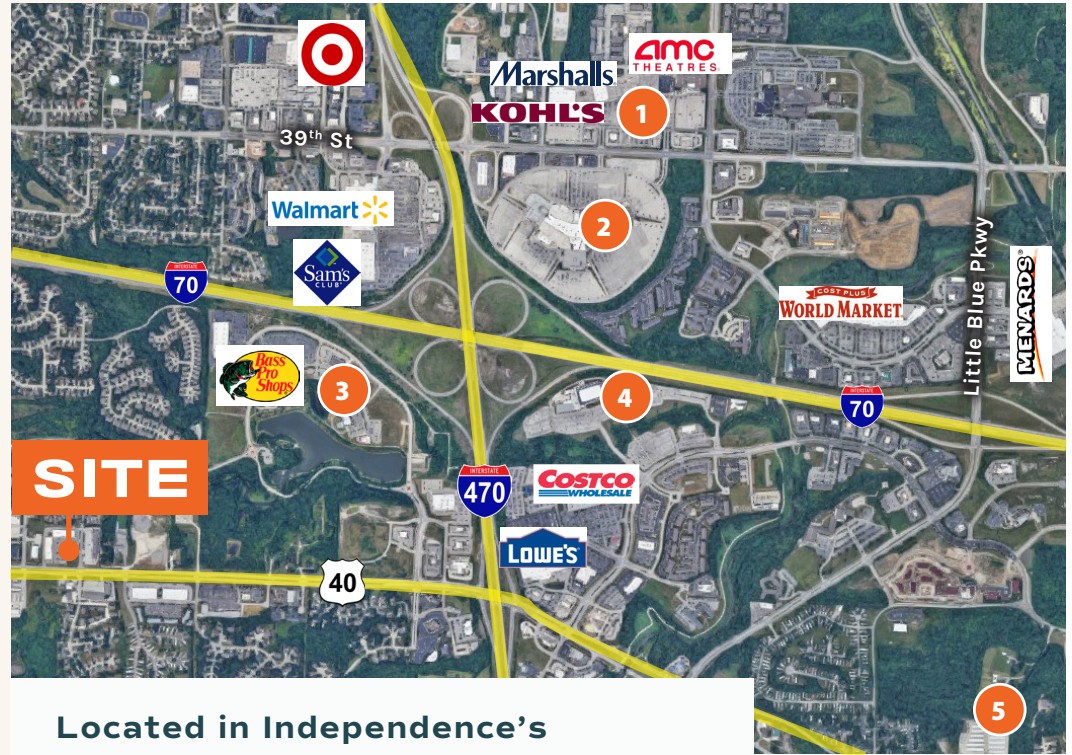 Marshalls
AMC
THEATRES
KOHL'S
1
39th St
Walmart
2
Sam's
CLUB
INTERSTATE
70
COST PLUS
WORLD MARKET.
Little Blue Pkwy
MENARDS®
Bass
Pro
Shops
3
4
INTERSTATE
70
SITE
INTERSTATE
470
COSTCO
WHOLESALE
LOWE'S
40
5
Located in Independence's